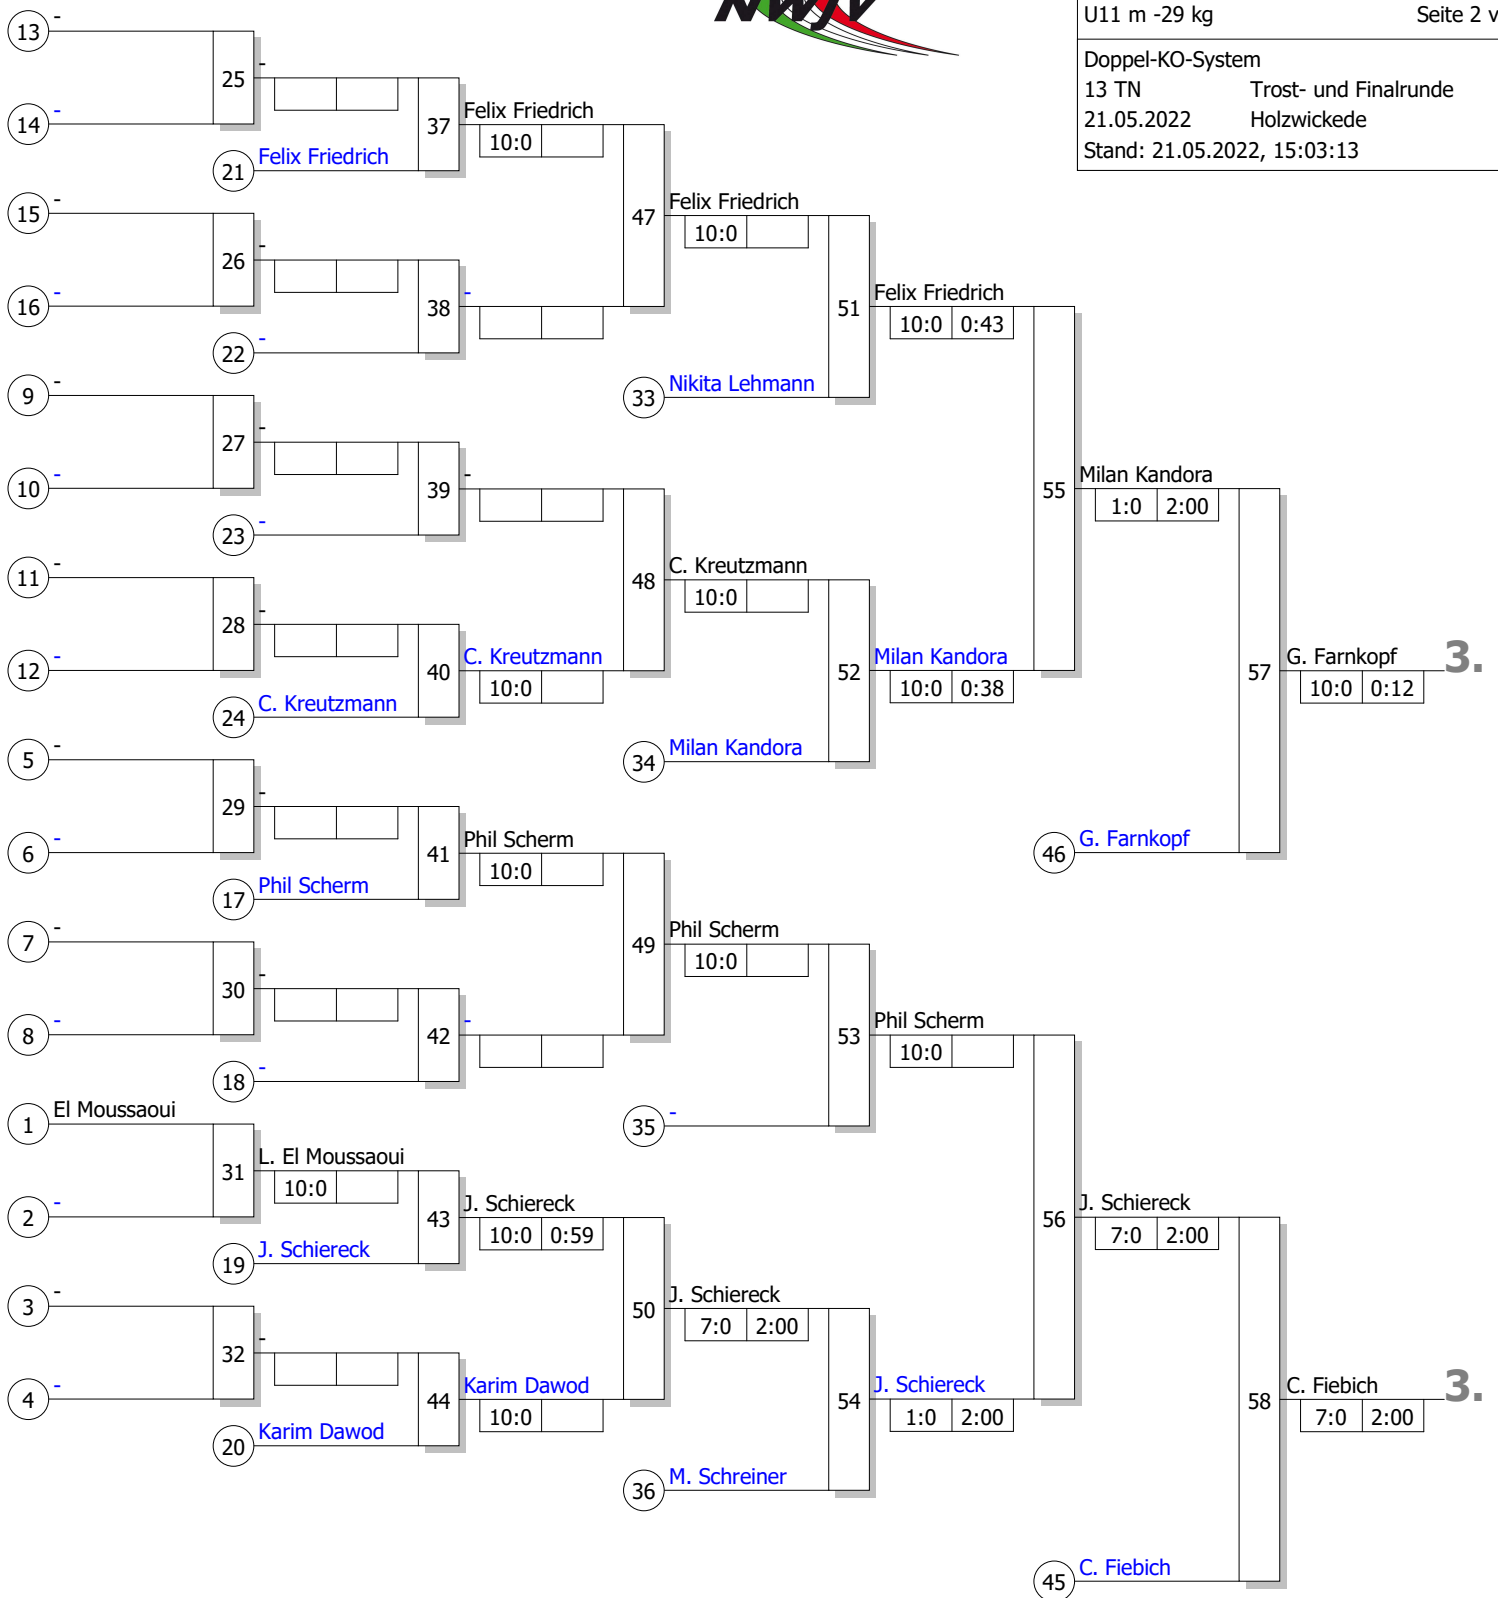 NWJV
U11 m -29 kg Seite 2 v
Doppel-KO-System
13 TN Trost- und Finalrunde
21.05.2022 Holzwickede
Stand: 21.05.2022, 15:03:13
13 -
25 -
14 -
37 Felix Friedrich
10:0
21 Felix Friedrich
15 -
47 Felix Friedrich
10:0
26 -
16 -
38 -
22 -
51 Felix Friedrich
10:0 0:43
9 -
33 Nikita Lehmann
27 -
10 -
39 -
23 -
55 Milan Kandora
1:0 2:00
11 -
48 C. Kreutzmann
10:0
28 -
12 -
40 C. Kreutzmann
10:0
24 C. Kreutzmann
52 Milan Kandora
10:0 0:38
57 G. Farnkopf 3.
10:0 0:12
5 -
34 Milan Kandora
29 -
6 -
41 Phil Scherm
10:0
17 Phil Scherm
46 G. Farnkopf
7 -
49 Phil Scherm
10:0
30 -
8 -
42 -
18 -
53 Phil Scherm
10:0
1 El Moussaoui
35 -
31 L. El Moussaoui
10:0
2 -
43 J. Schiereck
10:0 0:59
19 J. Schiereck
56 J. Schiereck
7:0 2:00
3 -
50 J. Schiereck
7:0 2:00
32 -
4 -
44 Karim Dawod
10:0
20 Karim Dawod
54 J. Schiereck
1:0 2:00
58 C. Fiebich 3.
7:0 2:00
36 M. Schreiner
45 C. Fiebich